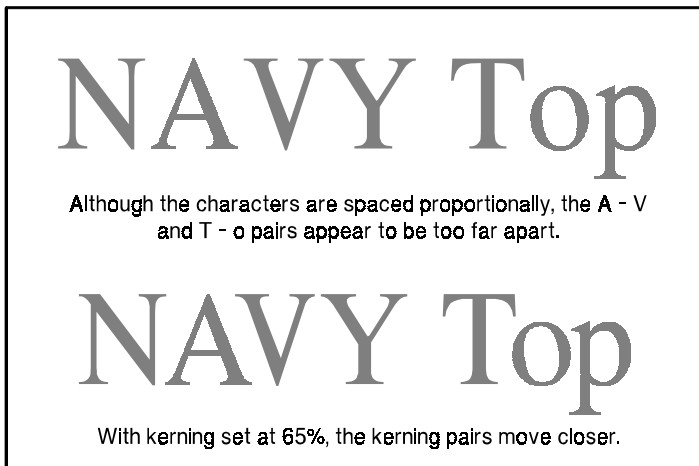 NAVY Top
Although the characters are spaced proportionally, the A - V
and T - o pairs appear to be too far apart.
NAVY Top
With kerning set at 65%, the kerning pairs move closer.